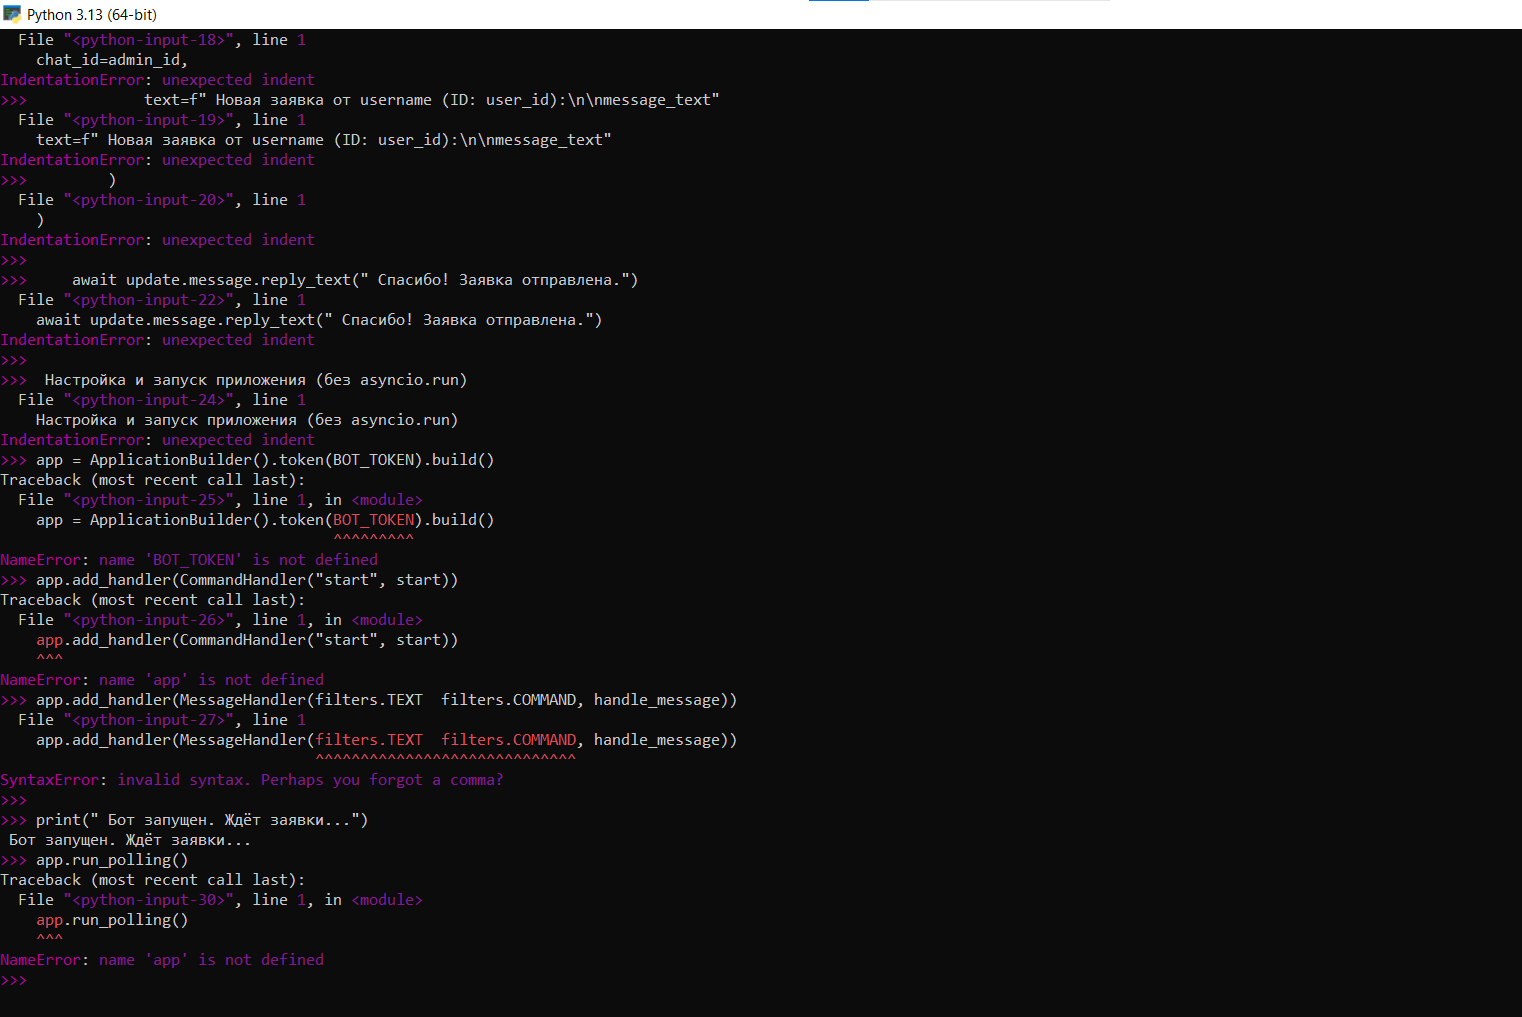 Python 3.13 (64-bit)
  File "<python-input-18>", line 1
    chat_id=admin_id,
IndentationError: unexpected indent
>>>             text=f" Новая заявка от username (ID: user_id):\n\nmessage_text"
  File "<python-input-19>", line 1
    text=f" Новая заявка от username (ID: user_id):\n\nmessage_text"
IndentationError: unexpected indent
>>>         )
  File "<python-input-20>", line 1
    )
IndentationError: unexpected indent
>>>
>>>     await update.message.reply_text(" Спасибо! Заявка отправлена.")
  File "<python-input-22>", line 1
    await update.message.reply_text(" Спасибо! Заявка отправлена.")
IndentationError: unexpected indent
>>>
>>>  Настройка и запуск приложения (без asyncio.run)
  File "<python-input-24>", line 1
    Настройка и запуск приложения (без asyncio.run)
IndentationError: unexpected indent
>>> app = ApplicationBuilder().token(BOT_TOKEN).build()
Traceback (most recent call last):
  File "<python-input-25>", line 1, in <module>
    app = ApplicationBuilder().token(BOT_TOKEN).build()
                                     ^^^^^^^^^
NameError: name 'BOT_TOKEN' is not defined
>>> app.add_handler(CommandHandler("start", start))
Traceback (most recent call last):
  File "<python-input-26>", line 1, in <module>
    app.add_handler(CommandHandler("start", start))
    ^^^
NameError: name 'app' is not defined
>>> app.add_handler(MessageHandler(filters.TEXT  filters.COMMAND, handle_message))
  File "<python-input-27>", line 1
    app.add_handler(MessageHandler(filters.TEXT  filters.COMMAND, handle_message))
                                   ^^^^^^^^^^^^^^^^^^^^^^^^^^^^^
SyntaxError: invalid syntax. Perhaps you forgot a comma?
>>>
>>> print(" Бот запущен. Ждёт заявки...")
 Бот запущен. Ждёт заявки...
>>> app.run_polling()
Traceback (most recent call last):
  File "<python-input-30>", line 1, in <module>
    app.run_polling()
    ^^^
NameError: name 'app' is not defined
>>>